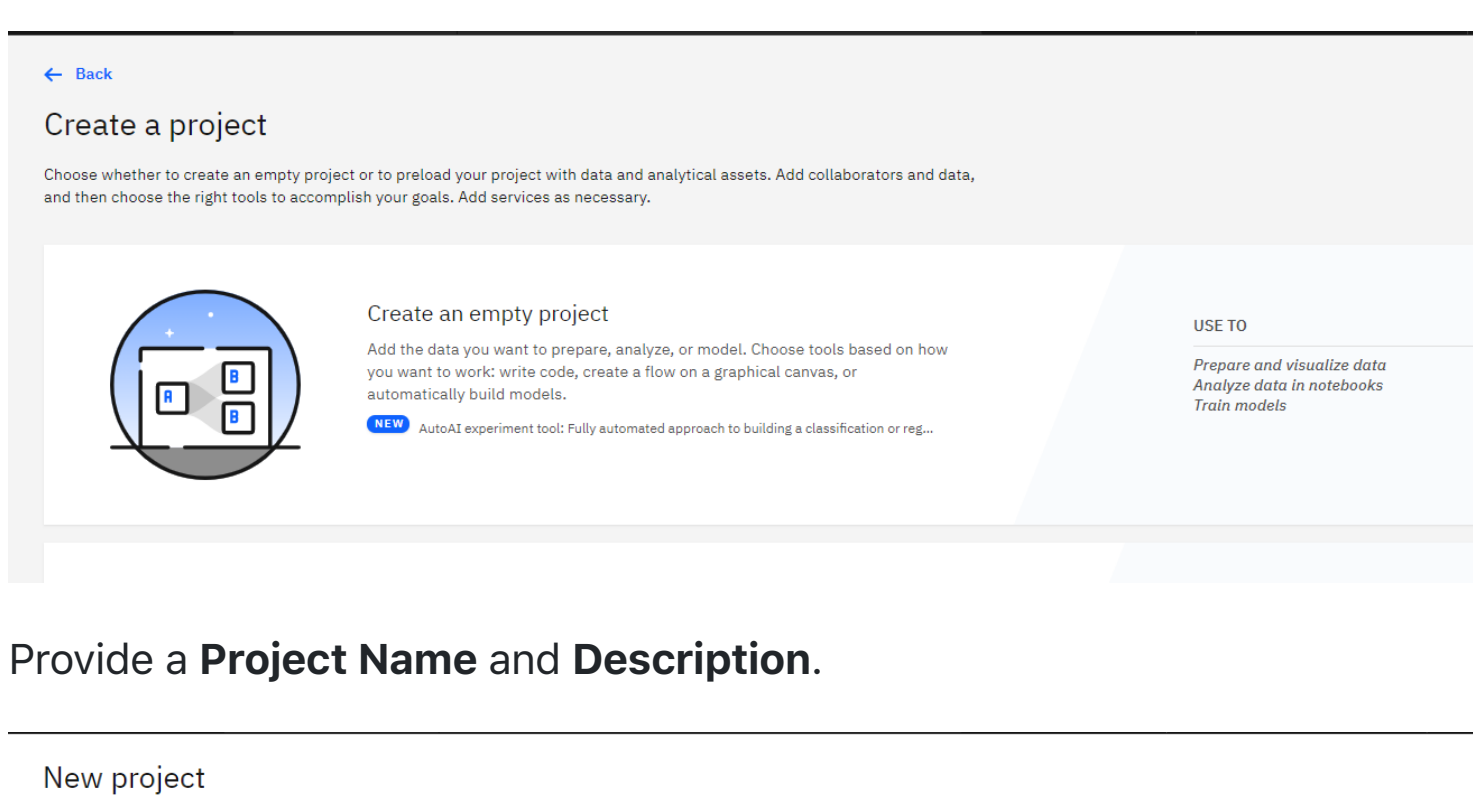 ← Back
Create a project
Choose whether to create an empty project or to preload your project with data and analytical assets. Add collaborators and data,
and then choose the right tools to accomplish your goals. Add services as necessary.
Create an empty project
Add the data you want to prepare, analyze, or model. Choose tools based on how
you want to work: write code, create a flow on a graphical canvas, or
automatically build models.
NEW AutoAI experiment tool: Fully automated approach to building a classification or reg...
A
B
B
USE TO
Prepare and visualize data
Analyze data in notebooks
Train models
Provide a Project Name and Description.
New project